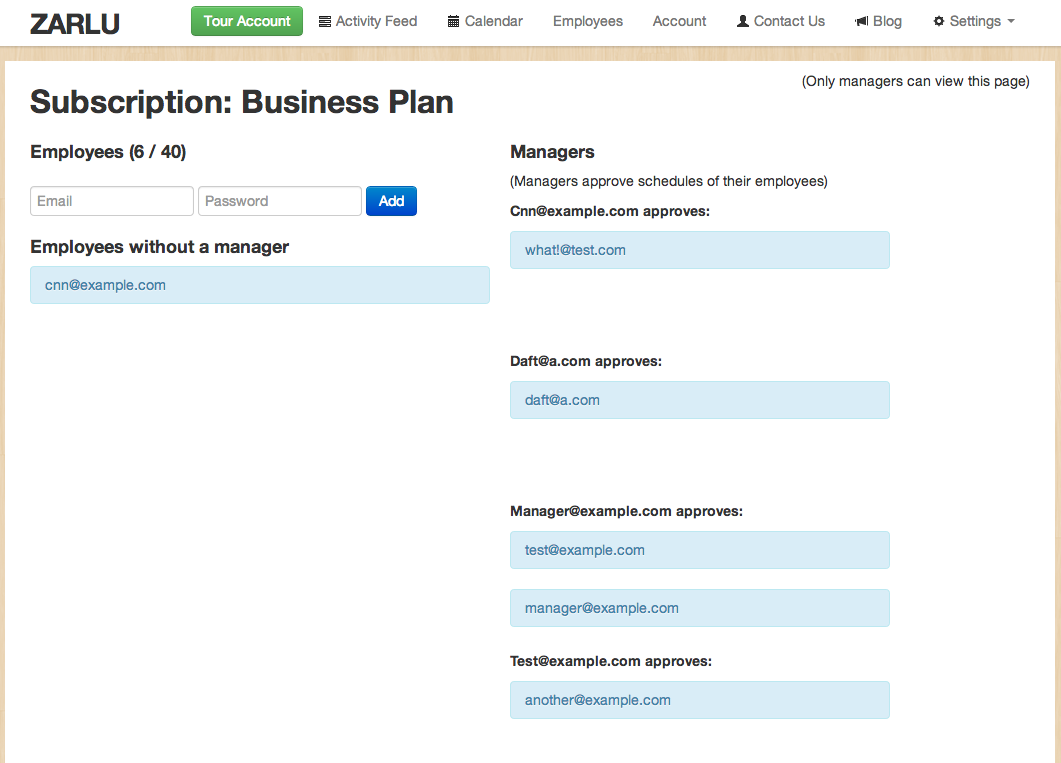 ZARLU
Tour Account
Activity Feed
Calendar
Employees
Account
Contact Us
Blog
Settings
(Only managers can view this page)
Subscription: Business Plan
Employees (6 / 40)
Email
Password
Add
Employees without a manager
cnn@example.com
Managers
(Managers approve schedules of their employees)
Cnn@example.com approves:
what!@test.com
Daft@a.com approves:
daft@a.com
Manager@example.com approves:
test@example.com
manager@example.com
Test@example.com approves:
another@example.com